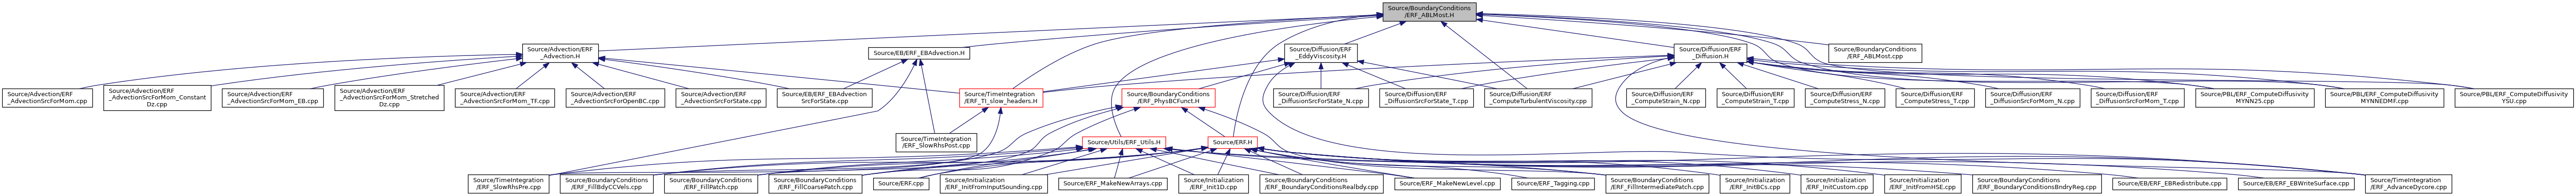 Source/BoundaryConditions
/ERF_ABLMost.H
Source/Advection/ERF
_Advection.H
Source/EB/ERF_EBAdvection.H
Source/Diffusion/ERF
_EddyViscosity.H
Source/Diffusion/ERF
_Diffusion.H
Source/BoundaryConditions
/ERF_ABLMost.cpp
Source/Advection/ERF
_AdvectionSrcForMom.cpp
Source/Advection/ERF
_AdvectionSrcForMom_Constant
Dz.cpp
Source/Advection/ERF
_AdvectionSrcForMom_EB.cpp
Source/Advection/ERF
_AdvectionSrcForMom_Stretched
Dz.cpp
Source/Advection/ERF
_AdvectionSrcForMom_TF.cpp
Source/Advection/ERF
_AdvectionSrcForOpenBC.cpp
Source/Advection/ERF
_AdvectionSrcForState.cpp
Source/EB/ERF_EBAdvection
SrcForState.cpp
Source/TimeIntegration
/ERF_TI_slow_headers.H
Source/BoundaryConditions
/ERF_PhysBCFunct.H
Source/Diffusion/ERF
_DiffusionSrcForState_N.cpp
Source/Diffusion/ERF
_DiffusionSrcForState_T.cpp
Source/Diffusion/ERF
_ComputeTurbulentViscosity.cpp
Source/Diffusion/ERF
_ComputeStrain_N.cpp
Source/Diffusion/ERF
_ComputeStrain_T.cpp
Source/Diffusion/ERF
_ComputeStress_N.cpp
Source/Diffusion/ERF
_ComputeStress_T.cpp
Source/Diffusion/ERF
_DiffusionSrcForMom_N.cpp
Source/Diffusion/ERF
_DiffusionSrcForMom_T.cpp
Source/PBL/ERF_ComputeDiffusivity
MYNN25.cpp
Source/PBL/ERF_ComputeDiffusivity
MYNNEDMF.cpp
Source/PBL/ERF_ComputeDiffusivity
YSU.cpp
Source/TimeIntegration
/ERF_SlowRhsPost.cpp
Source/Utils/ERF_Utils.H
Source/ERF.H
Source/TimeIntegration
/ERF_SlowRhsPre.cpp
Source/BoundaryConditions
/ERF_FillBdyCCVels.cpp
Source/BoundaryConditions
/ERF_FillPatch.cpp
Source/BoundaryConditions
/ERF_FillCoarsePatch.cpp
Source/ERF.cpp
Source/Initialization
/ERF_InitFromInputSounding.cpp
Source/ERF_MakeNewArrays.cpp
Source/Initialization
/ERF_Init1D.cpp
Source/BoundaryConditions
/ERF_BoundaryConditionsRealbdy.cpp
Source/ERF_MakeNewLevel.cpp
Source/ERF_Tagging.cpp
Source/BoundaryConditions
/ERF_FillIntermediatePatch.cpp
Source/Initialization
/ERF_InitBCs.cpp
Source/Initialization
/ERF_InitCustom.cpp
Source/Initialization
/ERF_InitFromHSE.cpp
Source/BoundaryConditions
/ERF_BoundaryConditionsBndryReg.cpp
Source/EB/ERF_EBRedistribute.cpp
Source/EB/ERF_EBWriteSurface.cpp
Source/TimeIntegration
/ERF_AdvanceDycore.cpp